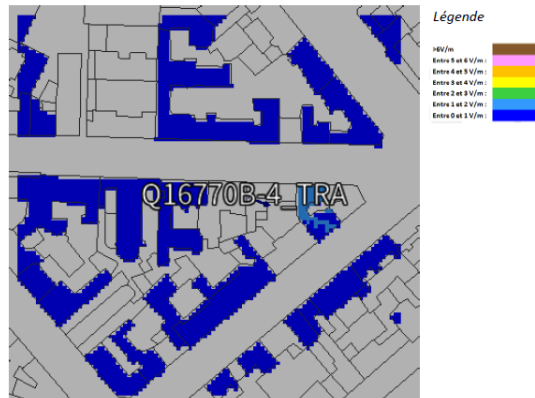 Légende
>6V/m
Entre 5 et 6 V/m :
Entre 4 et 5 V/m :
Entre 3 et 4 V/m :
Entre 2 et 3 V/m :
Entre 1 et 2 V/m :
Entre 0 et 1 V/m :
Q16770B-4_TRA